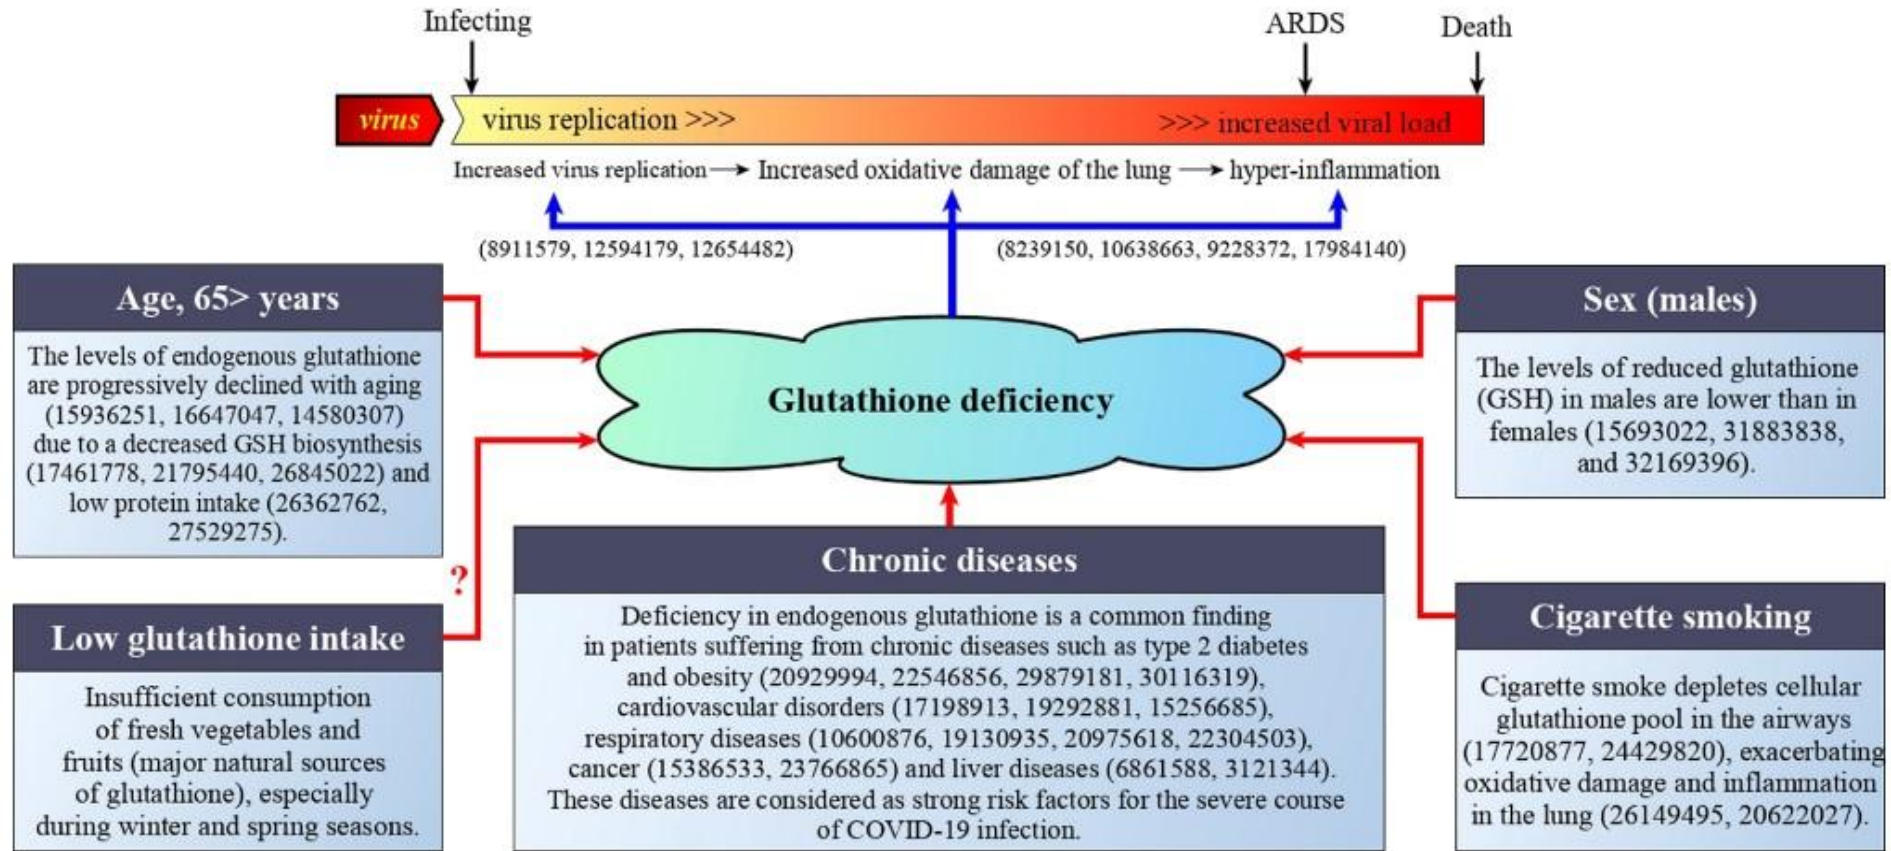 Infecting
ARDS
Death
virus
virus replication >>>
>>> increased viral load
Increased virus replication → Increased oxidative damage of the lung → hyper-inflammation
(8911579, 12594179, 12654482)
(8239150, 10638663, 9228372, 17984140)
Age, 65> years
The levels of endogenous glutathione
are progressively declined with aging
(15936251, 16647047, 14580307)
due to a decreased GSH biosynthesis
(17461778, 21795440, 26845022) and
low protein intake (26362762,
27529275).
Sex (males)
The levels of reduced glutathione
(GSH) in males are lower than in
females (15693022, 31883838,
and 32169396).
Glutathione deficiency
?
Low glutathione intake
Insufficient consumption
of fresh vegetables and
fruits (major natural sources
of glutathione), especially
during winter and spring seasons.
Chronic diseases
Deficiency in endogenous glutathione is a common finding
in patients suffering from chronic diseases such as type 2 diabetes
and obesity (20929994, 22546856, 29879181, 30116319),
cardiovascular disorders (17198913, 19292881, 15256685),
respiratory diseases (10600876, 19130935, 20975618, 22304503),
cancer (15386533, 23766865) and liver diseases (6861588, 3121344).
These diseases are considered as strong risk factors for the severe course
of COVID-19 infection.
Cigarette smoking
Cigarette smoke depletes cellular
glutathione pool in the airways
(17720877, 24429820), exacerbating
oxidative damage and inflammation
in the lung (26149495, 20622027).